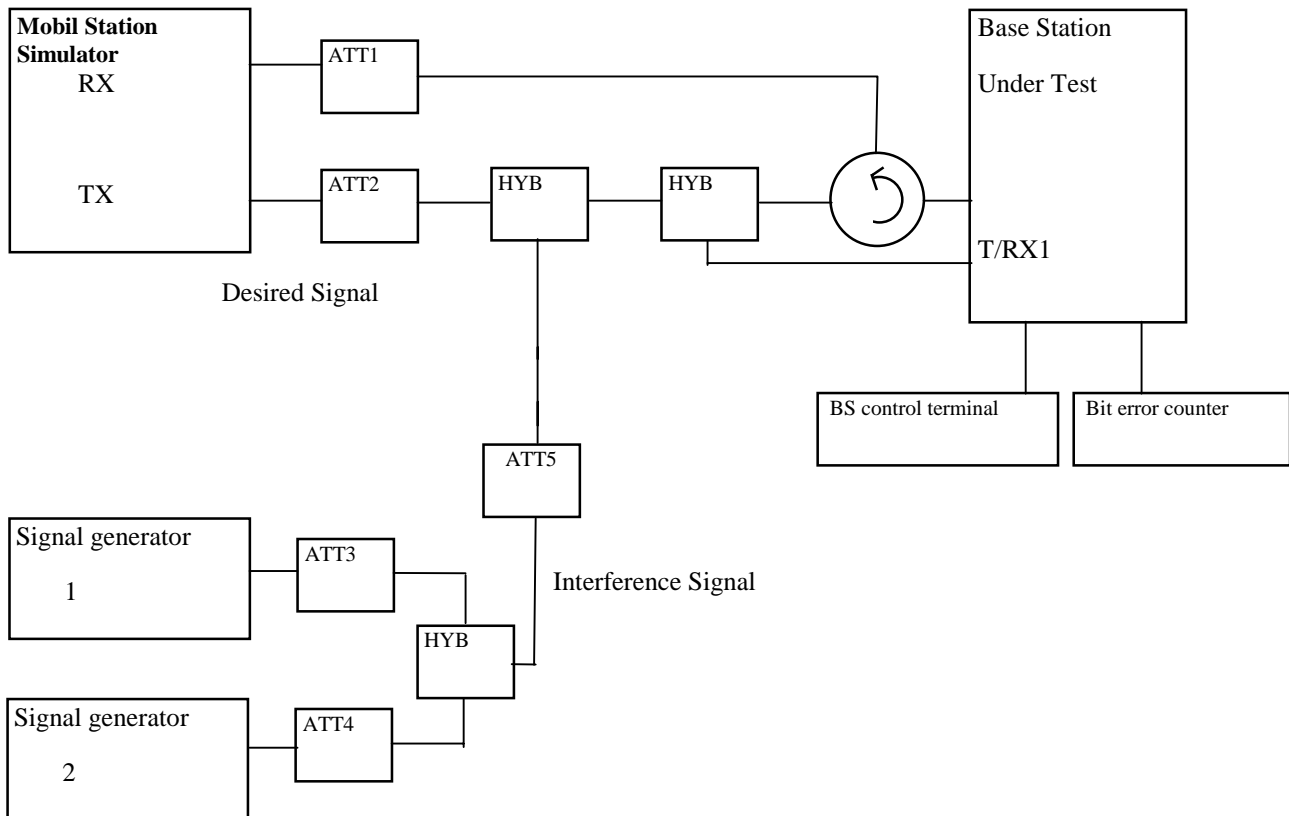 Mobil Station
Simulator
RX
TX
ATT1
ATT2
HYB
HYB
Base Station
Under Test
T/RX1
Desired Signal
BS control terminal
Bit error counter
ATT5
Signal generator
1
ATT3
Interference Signal
HYB
Signal generator
2
ATT4